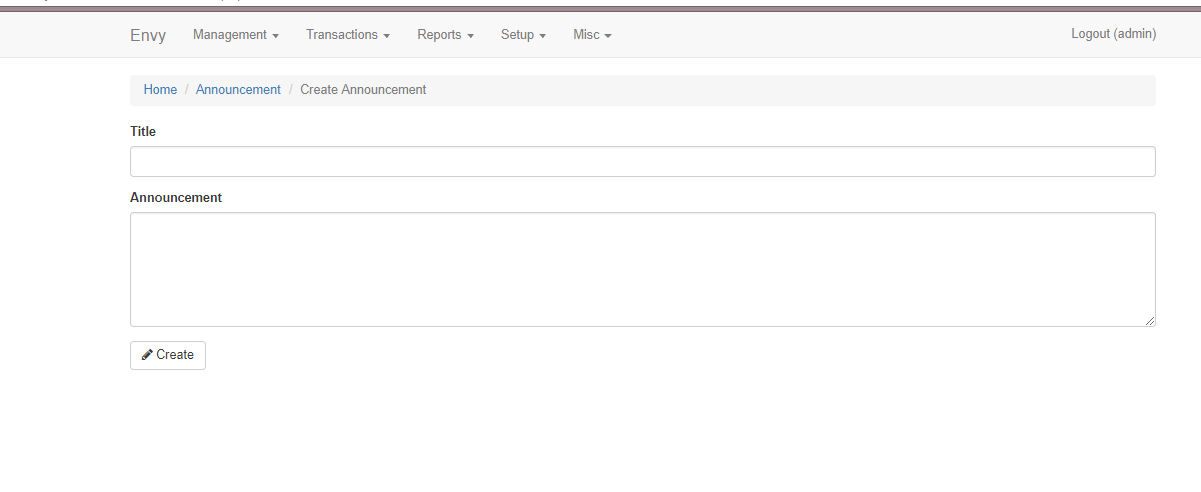 Envy Management Transactions Reports Setup Misc Logout (admin)
Home / Announcement / Create Announcement
Title
Announcement
Create